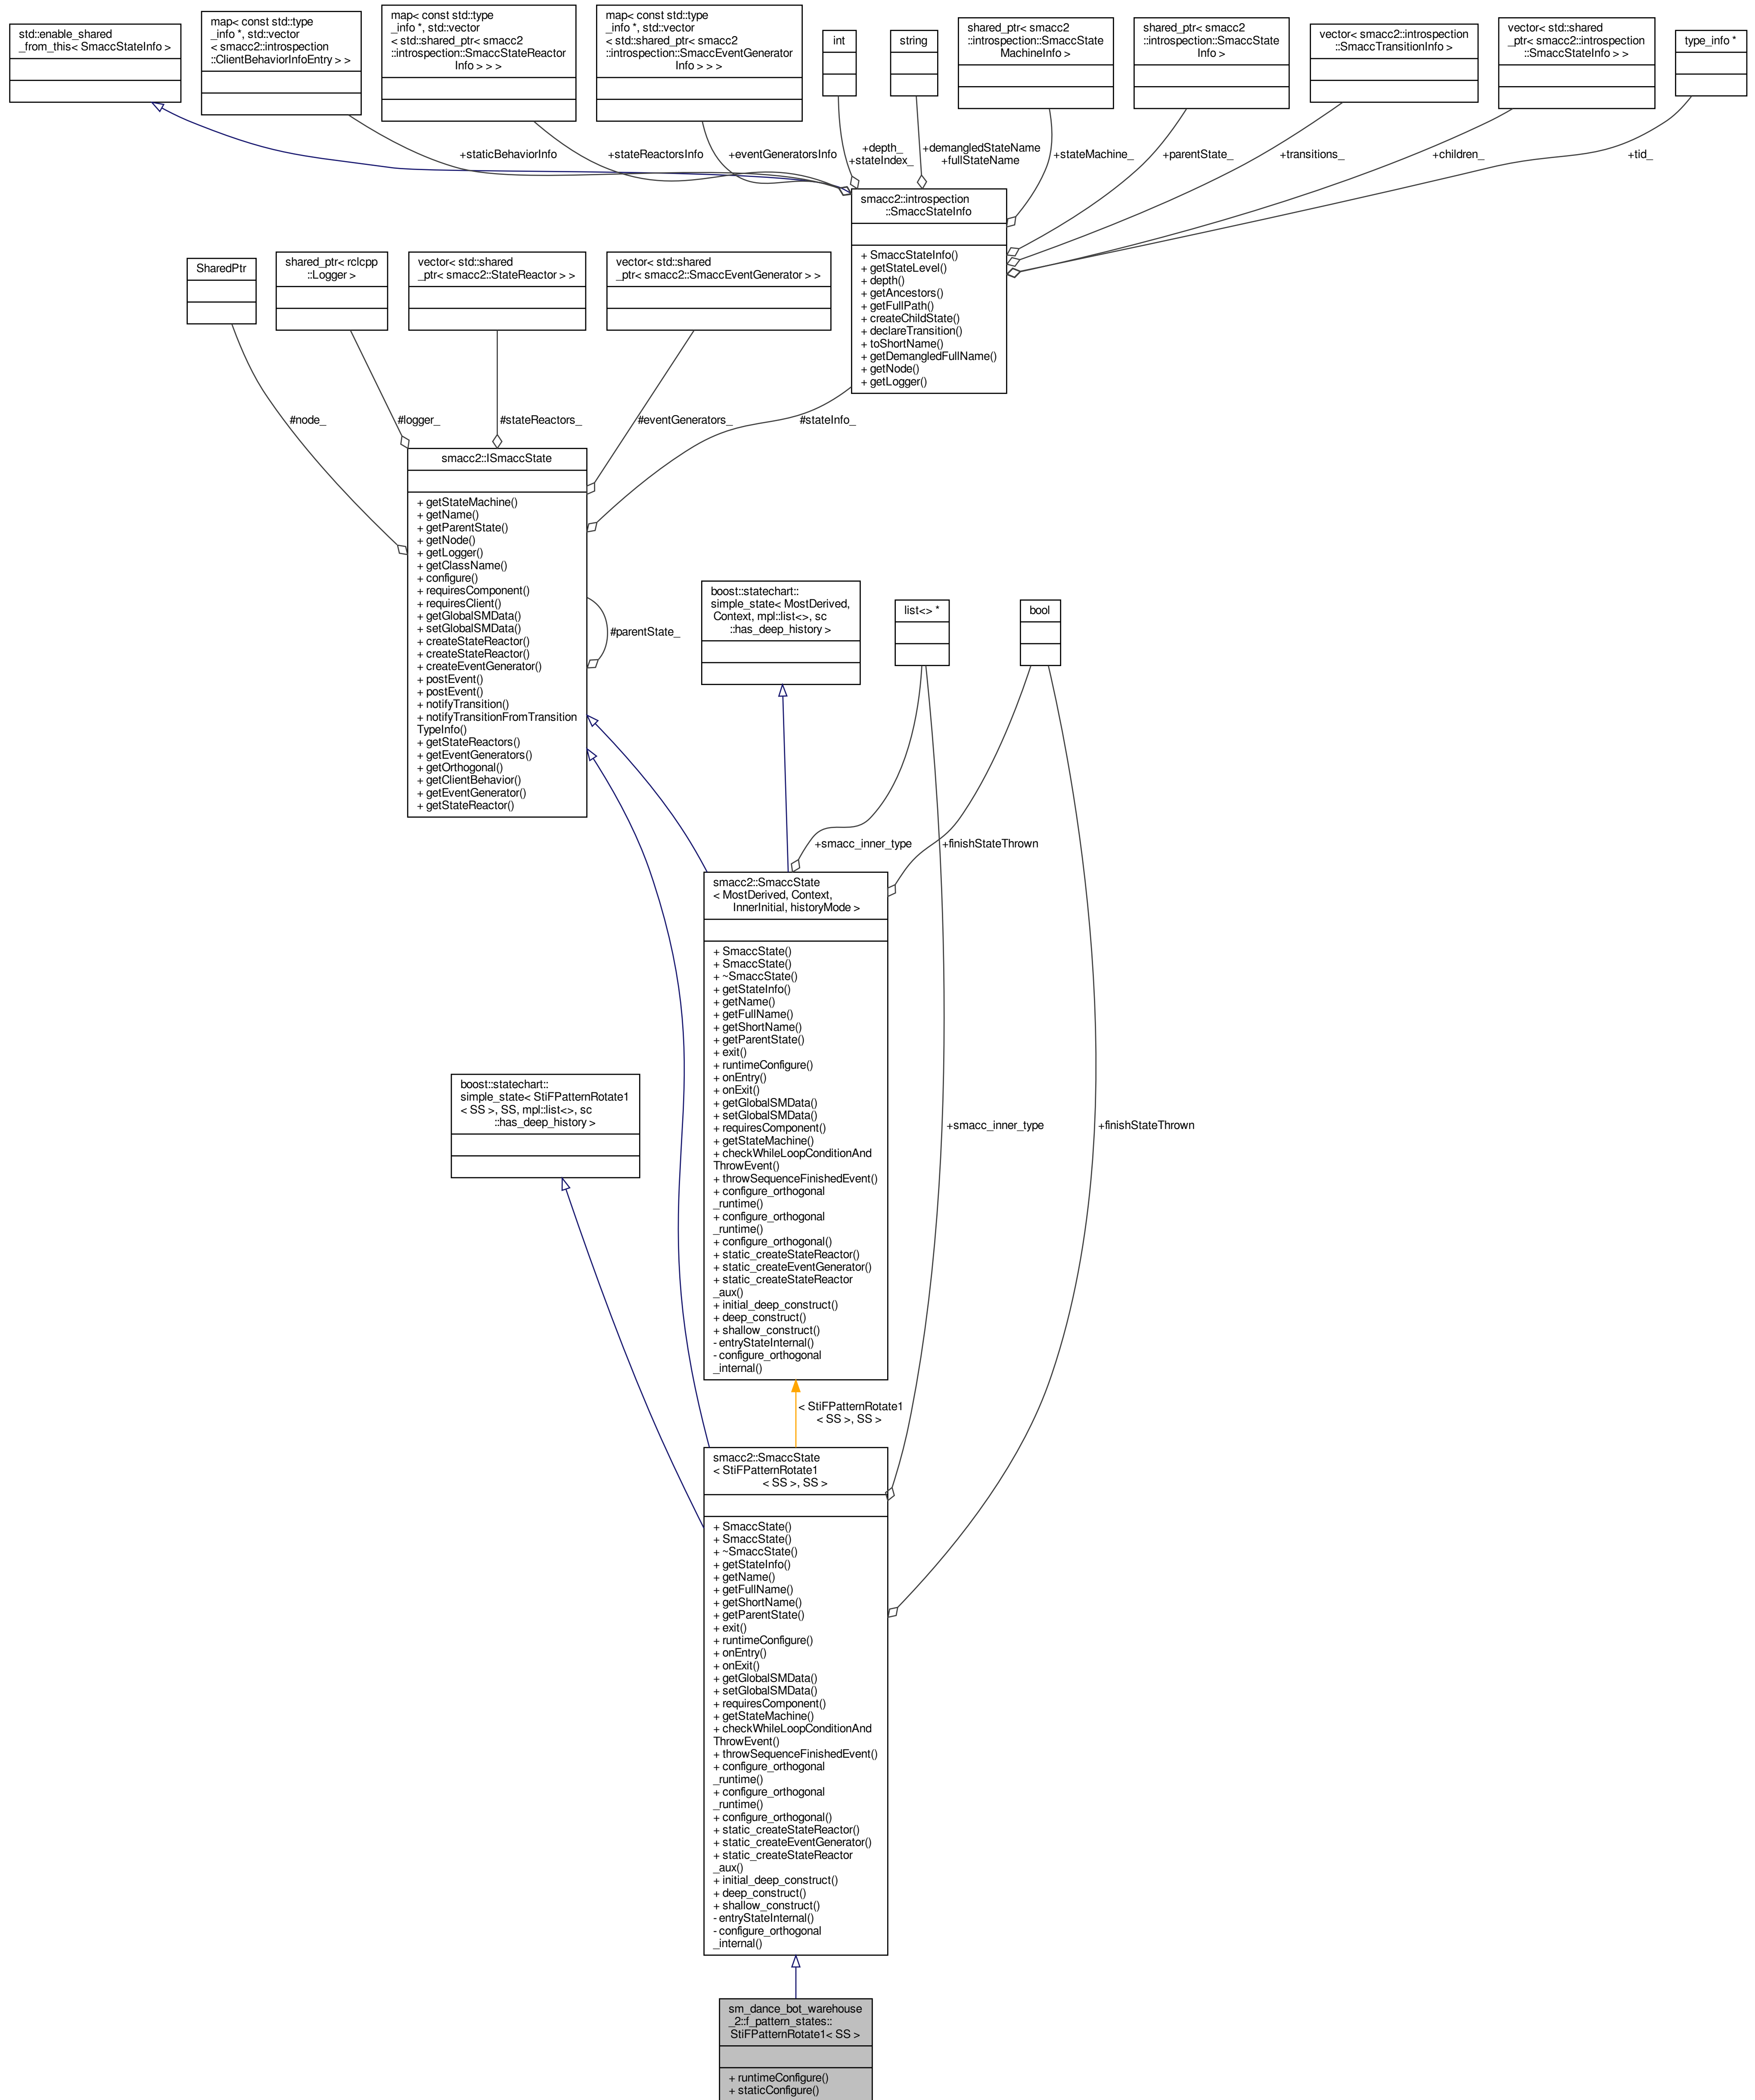 std::enable_shared
_from_this< SmaccStateInfo >
map< const std::type
_info *, std::vector
< smacc2::introspection
::ClientBehaviorInfoEntry > >
map< const std::type
_info *, std::vector
< std::shared_ptr< smacc2
::introspection::SmaccStateReactor
Info > > >
map< const std::type
_info *, std::vector
< std::shared_ptr< smacc2
::introspection::SmaccEventGenerator
Info > > >
int
string
shared_ptr< smacc2
::introspection::SmaccState
MachineInfo >
shared_ptr< smacc2
::introspection::SmaccState
Info >
vector< smacc2::introspection
::SmaccTransitionInfo >
vector< std::shared
_ptr< smacc2::introspection
::SmaccStateInfo > >
type_info *
+staticBehaviorInfo
+stateReactorsInfo
+eventGeneratorsInfo
+depth_
+stateIndex_
+demangledStateName
+fullStateName
+stateMachine_
+parentState_
+transitions_
+children_
+tid_
smacc2::introspection
::SmaccStateInfo
+ SmaccStateInfo()
+ getStateLevel()
+ depth()
+ getAncestors()
+ getFullPath()
+ createChildState()
+ declareTransition()
+ toShortName()
+ getDemangledFullName()
+ getNode()
+ getLogger()
SharedPtr
shared_ptr< rclcpp
::Logger >
vector< std::shared
_ptr< smacc2::StateReactor > >
vector< std::shared
_ptr< smacc2::SmaccEventGenerator > >
#node_
#logger_
#stateReactors_
#eventGenerators_
#stateInfo_
smacc2::ISmaccState
+ getStateMachine()
+ getName()
+ getParentState()
+ getNode()
+ getLogger()
+ getClassName()
+ configure()
+ requiresComponent()
+ requiresClient()
+ getGlobalSMData()
+ setGlobalSMData()
+ createStateReactor()
+ createStateReactor()
+ createEventGenerator()
+ postEvent()
+ postEvent()
+ notifyTransition()
+ notifyTransitionFromTransition
TypeInfo()
+ getStateReactors()
+ getEventGenerators()
+ getOrthogonal()
+ getClientBehavior()
+ getEventGenerator()
+ getStateReactor()
#parentState_
boost::statechart::
simple_state< MostDerived,
Context, mpl::list<>, sc
::has_deep_history >
list<> *
bool
+smacc_inner_type
+finishStateThrown
smacc2::SmaccState
< MostDerived, Context,
InnerInitial, historyMode >
+ SmaccState()
+ SmaccState()
+ ~SmaccState()
+ getStateInfo()
+ getName()
+ getFullName()
+ getShortName()
+ getParentState()
+ exit()
+ runtimeConfigure()
+ onEntry()
+ onExit()
+ getGlobalSMData()
+ setGlobalSMData()
+ requiresComponent()
+ getStateMachine()
+ checkWhileLoopConditionAnd
ThrowEvent()
+ throwSequenceFinishedEvent()
+ configure_orthogonal
_runtime()
+ configure_orthogonal
_runtime()
+ configure_orthogonal()
+ static_createStateReactor()
+ static_createEventGenerator()
+ static_createStateReactor
_aux()
+ initial_deep_construct()
+ deep_construct()
+ shallow_construct()
- entryStateInternal()
- configure_orthogonal
_internal()
boost::statechart::
simple_state< StiFPatternRotate1
< SS >, SS, mpl::list<>, sc
::has_deep_history >
+smacc_inner_type
+finishStateThrown
< StiFPatternRotate1
< SS >, SS >
smacc2::SmaccState
< StiFPatternRotate1
< SS >, SS >
+ SmaccState()
+ SmaccState()
+ ~SmaccState()
+ getStateInfo()
+ getName()
+ getFullName()
+ getShortName()
+ getParentState()
+ exit()
+ runtimeConfigure()
+ onEntry()
+ onExit()
+ getGlobalSMData()
+ setGlobalSMData()
+ requiresComponent()
+ getStateMachine()
+ checkWhileLoopConditionAnd
ThrowEvent()
+ throwSequenceFinishedEvent()
+ configure_orthogonal
_runtime()
+ configure_orthogonal
_runtime()
+ configure_orthogonal()
+ static_createStateReactor()
+ static_createEventGenerator()
+ static_createStateReactor
_aux()
+ initial_deep_construct()
+ deep_construct()
+ shallow_construct()
- entryStateInternal()
- configure_orthogonal
_internal()
sm_dance_bot_warehouse
_2::f_pattern_states::
StiFPatternRotate1< SS >
+ runtimeConfigure()
+ staticConfigure()